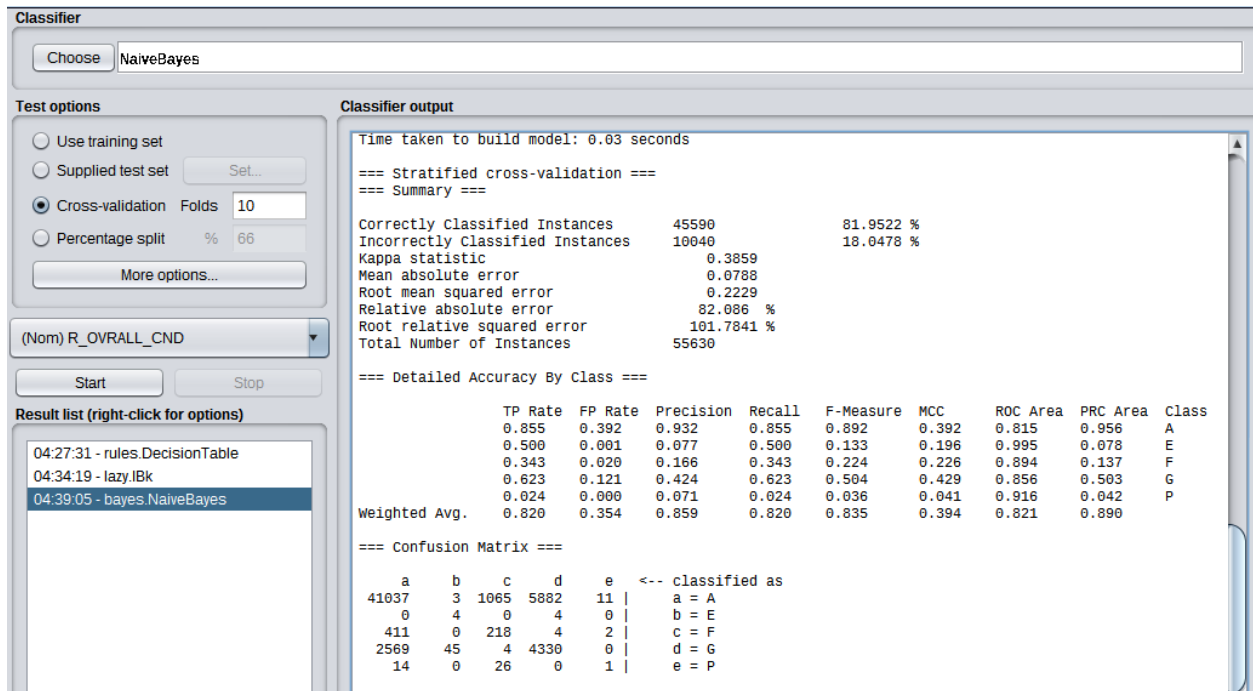 Classifier
Choose NaiveBayes
Test options
Use training set
Supplied test set Set...
Cross-validation Folds 10
Percentage split % 66
More options...
(Nom) R_OVRALL_CND
Start Stop
Result list (right-click for options)
04:27:31 - rules.DecisionTable
04:34:19 - lazy.IBk
04:39:05 - bayes.NaiveBayes
Classifier output
Time taken to build model: 0.03 seconds
=== Stratified cross-validation ===
=== Summary ===
Correctly Classified Instances 45590 81.9522 %
Incorrectly Classified Instances 10040 18.0478 %
Kappa statistic 0.3859
Mean absolute error 0.0788
Root mean squared error 0.2229
Relative absolute error 82.086 %
Root relative squared error 101.7841 %
Total Number of Instances 55630
=== Detailed Accuracy By Class ===
TP Rate FP Rate Precision Recall F-Measure MCC ROC Area PRC Area Class
0.855 0.392 0.932 0.855 0.892 0.392 0.815 0.956 A
0.500 0.001 0.077 0.500 0.133 0.196 0.995 0.078 E
0.343 0.020 0.166 0.343 0.224 0.226 0.894 0.137 F
0.623 0.121 0.424 0.623 0.504 0.429 0.856 0.503 G
0.024 0.000 0.071 0.024 0.036 0.041 0.916 0.042 P
Weighted Avg. 0.820 0.354 0.859 0.820 0.835 0.394 0.821 0.890
=== Confusion Matrix ===
a b c d e <-- classified as
41037 3 1065 5882 11 | a = A
0 4 0 4 0 | b = E
411 0 218 4 2 | c = F
2569 45 4 4330 0 | d = G
14 0 26 0 1 | e = P